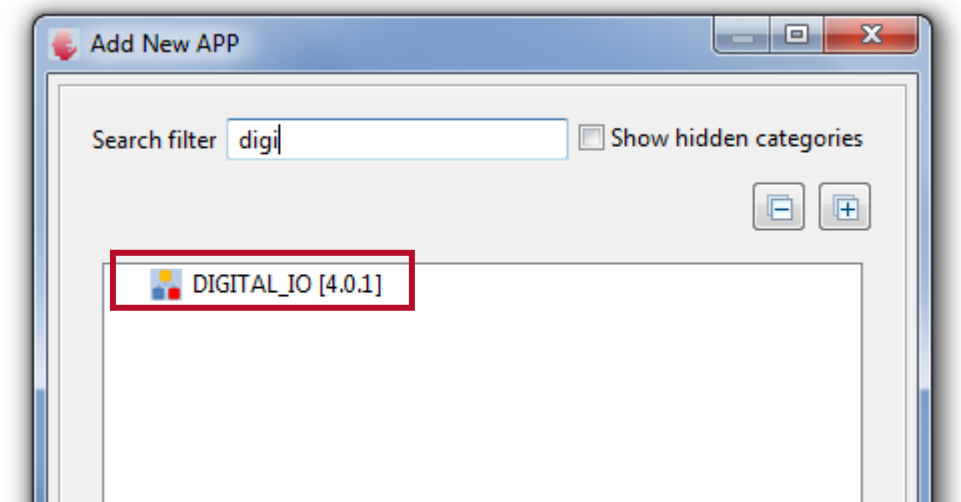 Add New APP
Search filter digi Show hidden categories
DIGITAL_IO [4.0.1]